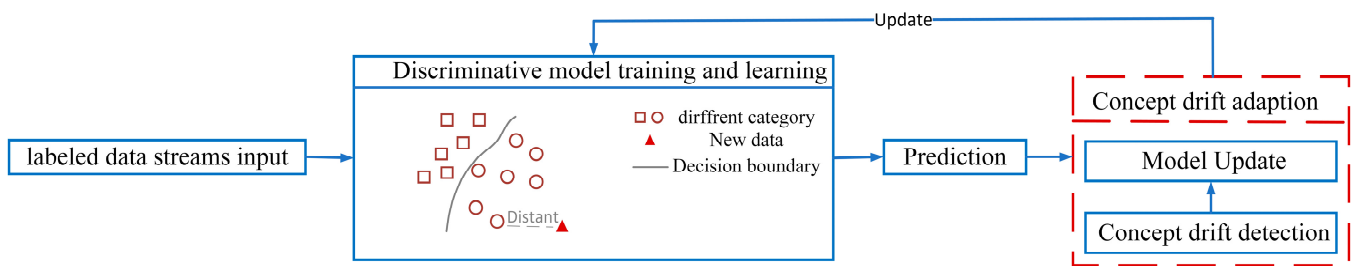 Update
Discriminative model training and learning
Concept drift adaption
dirffrent category
New data
labeled data streams input
Prediction
Model Update
Decision boundary
Distant
Concept drift detection